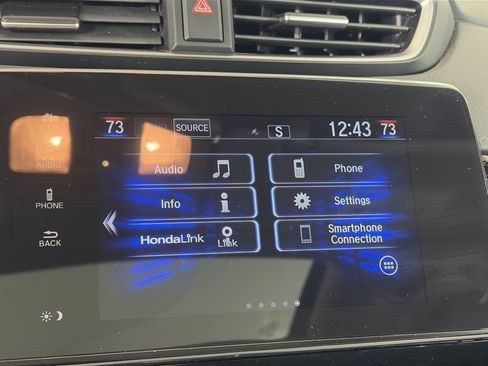 73 SOURCE S 12:43 73
AUDIO
Audio
Phone
PHONE
Info
Settings
BACK
HondaLink
Link
Smartphone
Connection